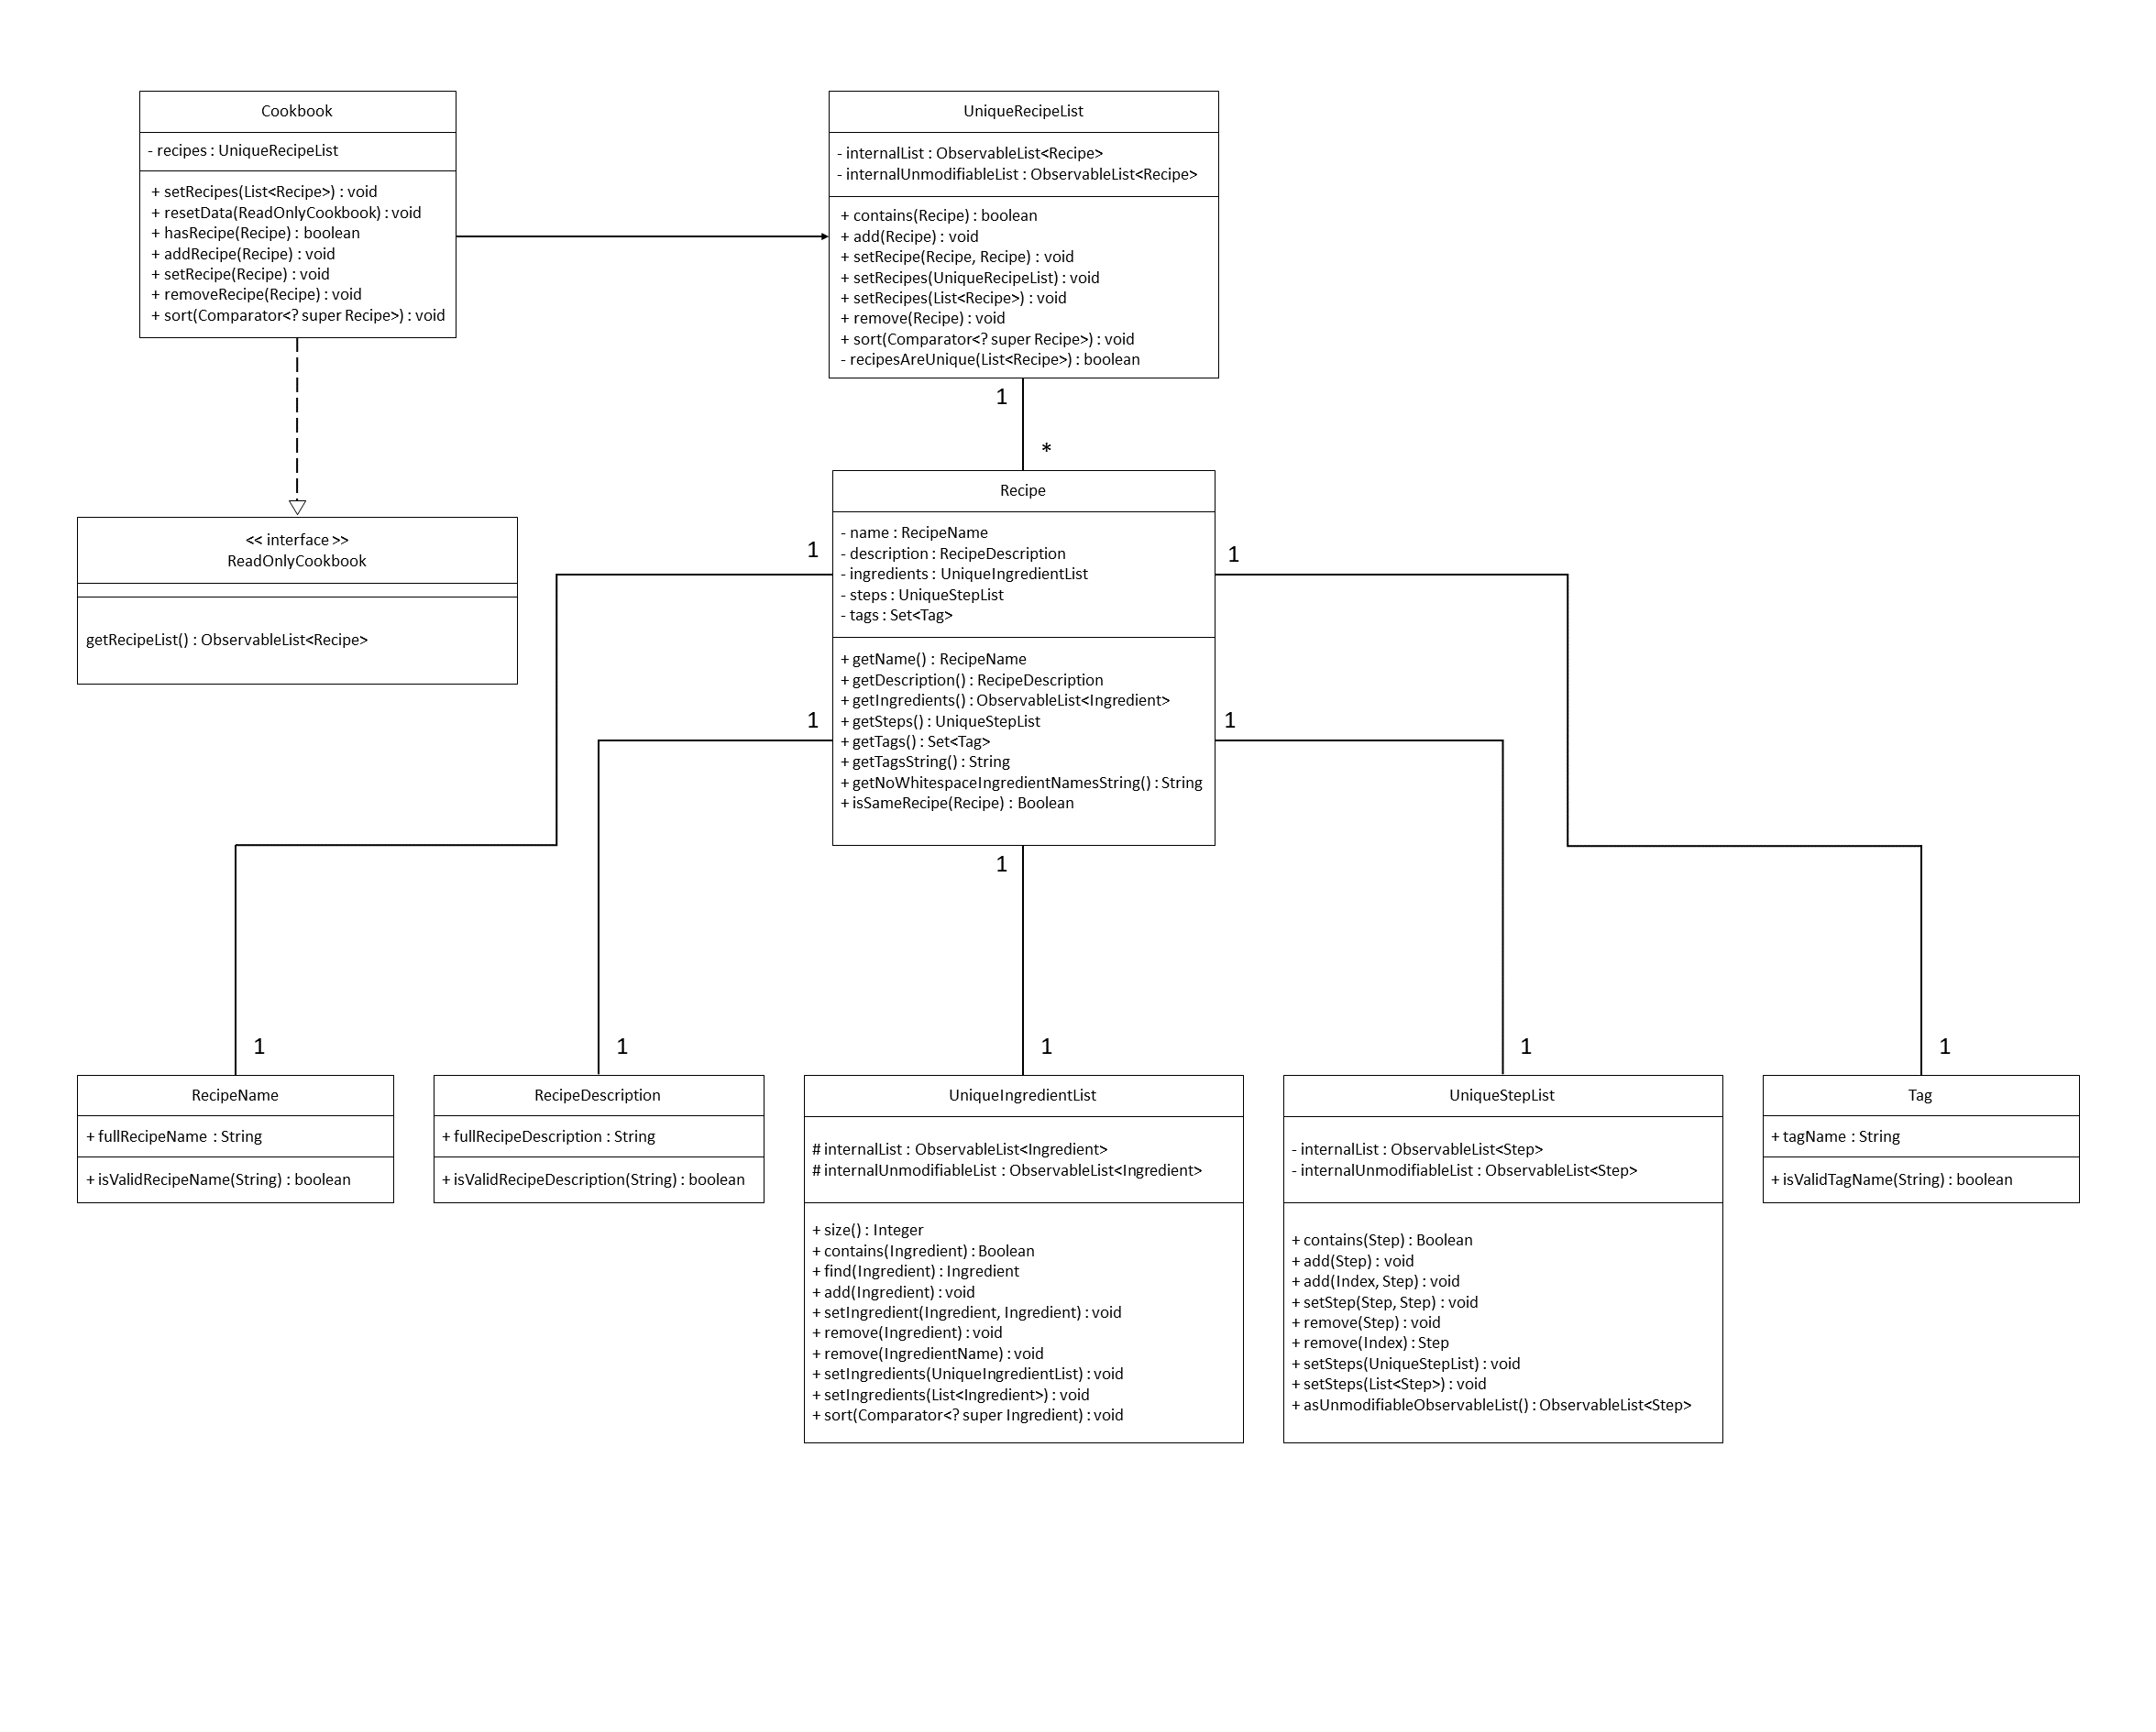 Cookbook
- recipes : UniqueRecipeList
+ setRecipes(List<Recipe>) : void
+ resetData(ReadOnlyCookbook) : void
+ hasRecipe(Recipe) : boolean
+ addRecipe(Recipe) : void
+ setRecipe(Recipe) : void
+ removeRecipe(Recipe) : void
+ sort(Comparator<? super Recipe>) : void
UniqueRecipeList
- internalList : ObservableList<Recipe>
- internalUnmodifiableList : ObservableList<Recipe>
+ contains(Recipe) : boolean
+ add(Recipe) : void
+ setRecipe(Recipe, Recipe) : void
+ setRecipes(UniqueRecipeList) : void
+ setRecipes(List<Recipe>) : void
+ remove(Recipe) : void
+ sort(Comparator<? super Recipe>) : void
- recipesAreUnique(List<Recipe>) : boolean
1
*
<< interface >>
ReadOnlyCookbook
getRecipeList() : ObservableList<Recipe>
Recipe
- name : RecipeName
- description : RecipeDescription
- ingredients : UniqueIngredientList
- steps : UniqueStepList
- tags : Set<Tag>
+ getName() : RecipeName
+ getDescription() : RecipeDescription
+ getIngredients() : ObservableList<Ingredient>
+ getSteps() : UniqueStepList
+ getTags() : Set<Tag>
+ getTagsString() : String
+ getNoWhitespaceIngredientNamesString() : String
+ isSameRecipe(Recipe) : Boolean
1
1
1
1
1
1
1
1
1
1
RecipeName
+ fullRecipeName : String
+ isValidRecipeName(String) : boolean
RecipeDescription
+ fullRecipeDescription : String
+ isValidRecipeDescription(String) : boolean
UniqueIngredientList
# internalList : ObservableList<Ingredient>
# internalUnmodifiableList : ObservableList<Ingredient>
+ size() : Integer
+ contains(Ingredient) : Boolean
+ find(Ingredient) : Ingredient
+ add(Ingredient) : void
+ setIngredient(Ingredient, Ingredient) : void
+ remove(Ingredient) : void
+ remove(IngredientName) : void
+ setIngredients(UniqueIngredientList) : void
+ setIngredients(List<Ingredient>) : void
+ sort(Comparator<? super Ingredient) : void
UniqueStepList
- internalList : ObservableList<Step>
- internalUnmodifiableList : ObservableList<Step>
+ contains(Step) : Boolean
+ add(Step) : void
+ add(Index, Step) : void
+ setStep(Step, Step) : void
+ remove(Step) : void
+ remove(Index) : Step
+ setSteps(UniqueStepList) : void
+ setSteps(List<Step>) : void
+ asUnmodifiableObservableList() : ObservableList<Step>
Tag
+ tagName : String
+ isValidTagName(String) : boolean